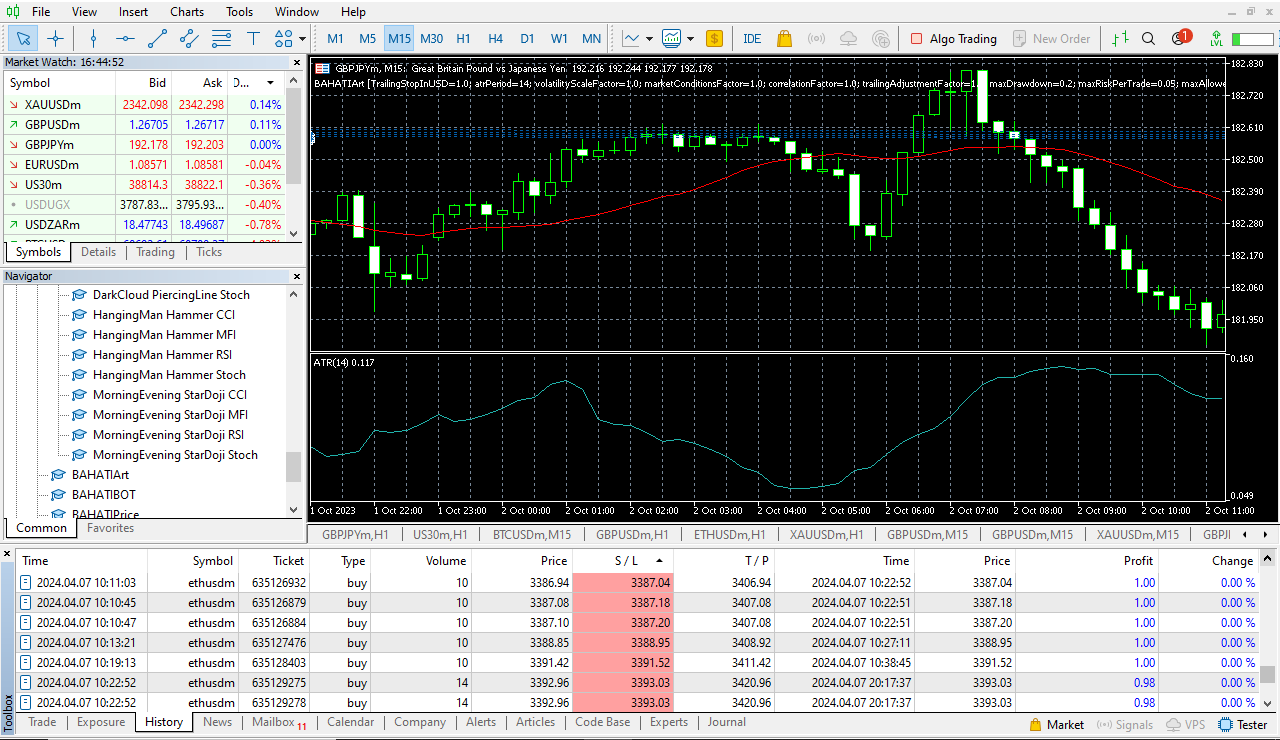 File View Insert Charts Tools Window Help
M1 M5 M15 M30 H1 H4 D1 W1 MN $ IDE Algo Trading New Order 1 LVL
Market Watch: 16:44:52
Symbol Bid Ask D...
XAUUSDm 2342.098 2342.298 0.14%
GBPUSDm 1.26705 1.26717 0.11%
GBPJPYm 192.178 192.203 0.00%
EURUSDm 1.08571 1.08581 -0.04%
US30m 38814.3 38822.1 -0.36%
USDUGX 3787.83... 3795.93... -0.40%
USDZARm 18.47743 18.49687 -0.78%
Symbols Details Trading Ticks
Navigator
DarkCloud PiercingLine Stoch
HangingMan Hammer CCI
HangingMan Hammer MFI
HangingMan Hammer RSI
HangingMan Hammer Stoch
MorningEvening StarDoji CCI
MorningEvening StarDoji MFI
MorningEvening StarDoji RSI
MorningEvening StarDoji Stoch
BAHATIArt
BAHATIBOT
BAHATIPrice
Common Favorites
GBPJPYm, M15: Great Britain Pound vs Japanese Yen 192.216 192.244 192.177 192.178
BAHATIArt [TrailingStopInUSD=1.0; atrPeriod=14; volatilityScaleFactor=1.0; marketConditionsFactor=1.0; correlationFactor=1.0; trailingAdjustmentFactor=1. maxDrawdown=0.2; maxRiskPerTrade=0.05; maxAllowe
182.830
182.720
182.610
182.500
182.390
182.280
182.170
182.060
181.950
ATR(14) 0.117
0.160
0.049
1 Oct 2023 1 Oct 22:00 1 Oct 23:00 2 Oct 00:00 2 Oct 01:00 2 Oct 02:00 2 Oct 03:00 2 Oct 04:00 2 Oct 05:00 2 Oct 06:00 2 Oct 07:00 2 Oct 08:00 2 Oct 09:00 2 Oct 10:00 2 Oct 11:00
GBPJPYm,H1 US30m,H1 BTCUSDm,M15 GBPUSDm,H1 ETHUSDm,H1 XAUUSDm,H1 GBPUSDm,M15 GBPUSDm,M15 XAUUSDm,M15 GBPJ
Time Symbol Ticket Type Volume Price S / L T / P Time Price Profit Change
2024.04.07 10:11:03 ethusdm 635126932 buy 10 3386.94 3387.04 3406.94 2024.04.07 10:22:52 3387.04 1.00 0.00 %
2024.04.07 10:10:45 ethusdm 635126879 buy 10 3387.08 3387.18 3407.08 2024.04.07 10:22:51 3387.18 1.00 0.00 %
2024.04.07 10:10:47 ethusdm 635126884 buy 10 3387.10 3387.20 3407.08 2024.04.07 10:22:51 3387.20 1.00 0.00 %
2024.04.07 10:13:21 ethusdm 635127476 buy 10 3388.85 3388.95 3408.92 2024.04.07 10:27:11 3388.95 1.00 0.00 %
2024.04.07 10:19:13 ethusdm 635128403 buy 10 3391.42 3391.52 3411.42 2024.04.07 10:38:45 3391.52 1.00 0.00 %
2024.04.07 10:22:52 ethusdm 635129275 buy 14 3392.96 3393.03 3420.96 2024.04.07 20:17:37 3393.03 0.98 0.00 %
2024.04.07 10:22:52 ethusdm 635129278 buy 14 3392.96 3393.03 3420.96 2024.04.07 20:17:37 3393.03 0.98 0.00 %
Toolbox
Trade Exposure History News Mailbox 11 Calendar Company Alerts Articles Code Base Experts Journal Market Signals VPS Tester